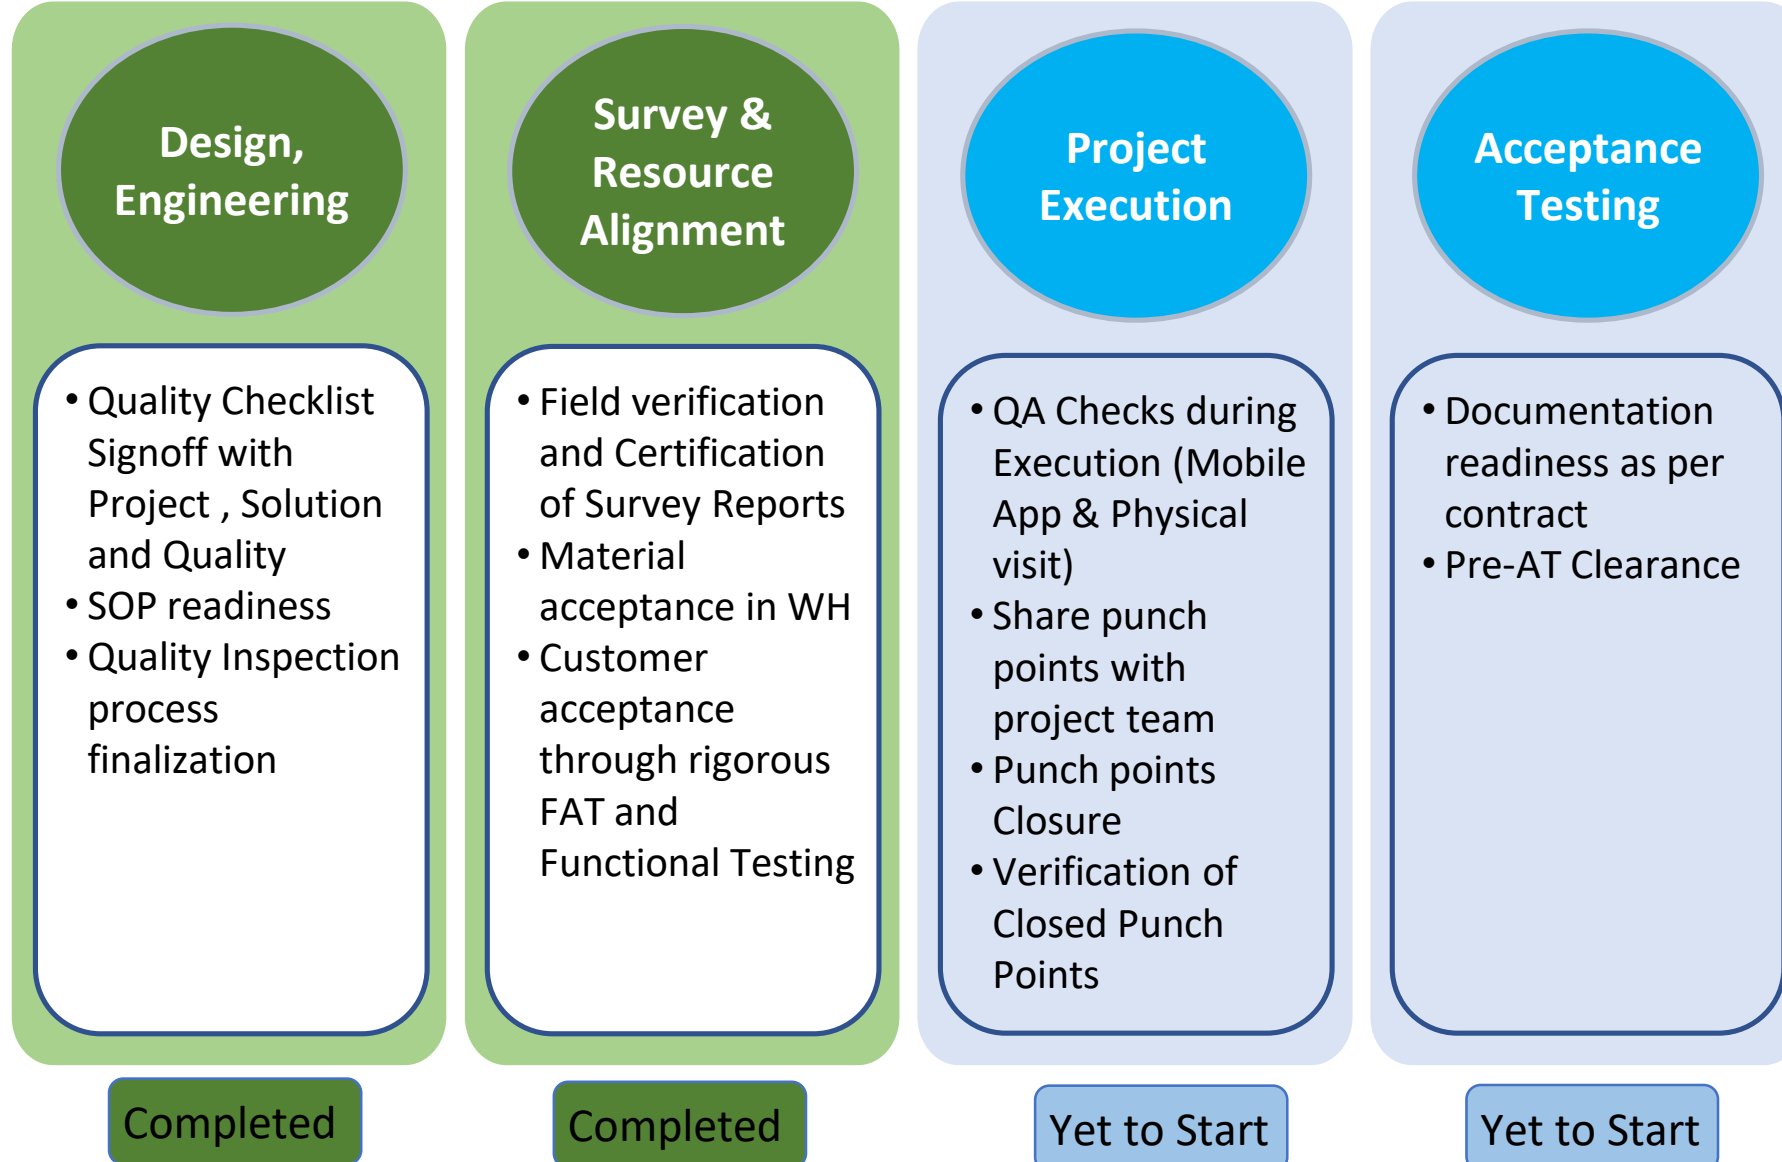 Design,
Engineering
• Quality Checklist
Signoff with
Project , Solution
and Quality
• SOP readiness
• Quality Inspection
process
finalization
Completed
Survey &
Resource
Alignment
• Field verification
and Certification
of Survey Reports
• Material
acceptance in WH
• Customer
acceptance
through rigorous
FAT and
Functional Testing
Completed
Project
Execution
• QA Checks during
Execution (Mobile
App & Physical
visit)
• Share punch
points with
project team
• Punch points
Closure
• Verification of
Closed Punch
Points
Yet to Start
Acceptance
Testing
• Documentation
readiness as per
contract
• Pre-AT Clearance
Yet to Start